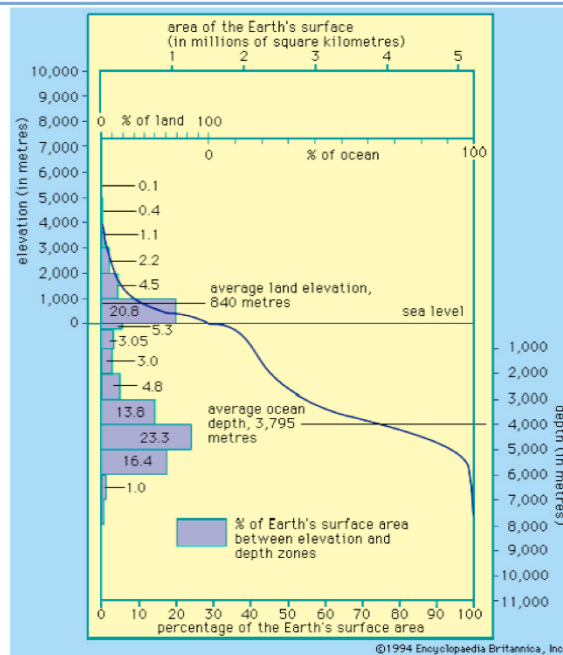 area of the Earth's surface
(in millions of square kilometres)
1 2 3 4 5
10,000
9,000
8,000
7,000
6,000
5,000
4,000
3,000
2,000
1,000
0
elevation (in metres)
0 % of land 100
0 % of ocean 100
0.1
0.4
1.1
2.2
4.5
average land elevation,
840 metres
20.8
sea level
5.3
3.05
3.0
4.8
13.8
average ocean
depth, 3,795
metres
23.3
16.4
1.0
% of Earth's surface area
between elevation and
depth zones
1,000
2,000
3,000
4,000
5,000
6,000
7,000
8,000
9,000
10,000
11,000
depth (in metres)
0 10 20 30 40 50 60 70 80 90 100
percentage of the Earth's surface area
©1994 Encyclopaedia Britannica, Inc